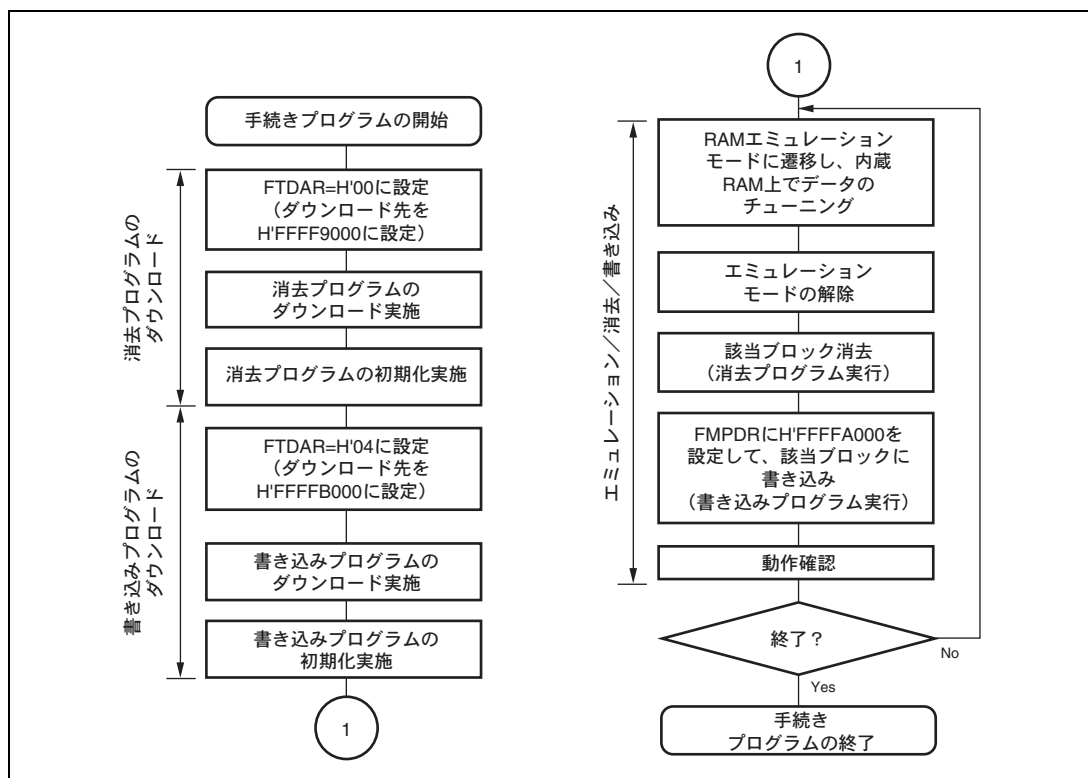 手続きプログラムの開始
消去プログラムの
ダウンロード
FTDAR=H'00に設定
（ダウンロード先を
H'FFFF9000に設定）
消去プログラムの
ダウンロード実施
消去プログラムの初期化実施
書き込みプログラムの
ダウンロード
FTDAR=H'04に設定
（ダウンロード先を
H'FFFFB000に設定）
書き込みプログラムの
ダウンロード実施
書き込みプログラムの
初期化実施
1
1
エミュレーション／消去／書き込み
RAMエミュレーション
モードに遷移し、内蔵
RAM上でデータの
チューニング
エミュレーション
モードの解除
該当ブロック消去
（消去プログラム実行）
FMPDRにH'FFFFA000を
設定して、該当ブロックに
書き込み
（書き込みプログラム実行）
動作確認
終了？
No
Yes
手続き
プログラムの終了